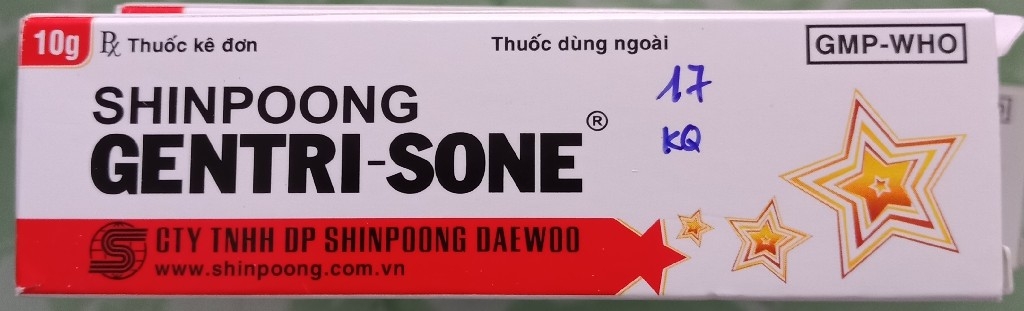 10g
℞ Thuốc kê đơn
Thuốc dùng ngoài
GMP-WHO
SHINPOONG
GENTRI-SONE®
17
KQ
CTY TNHH DP SHINPOONG DAEWOO
www.shinpoong.com.vn